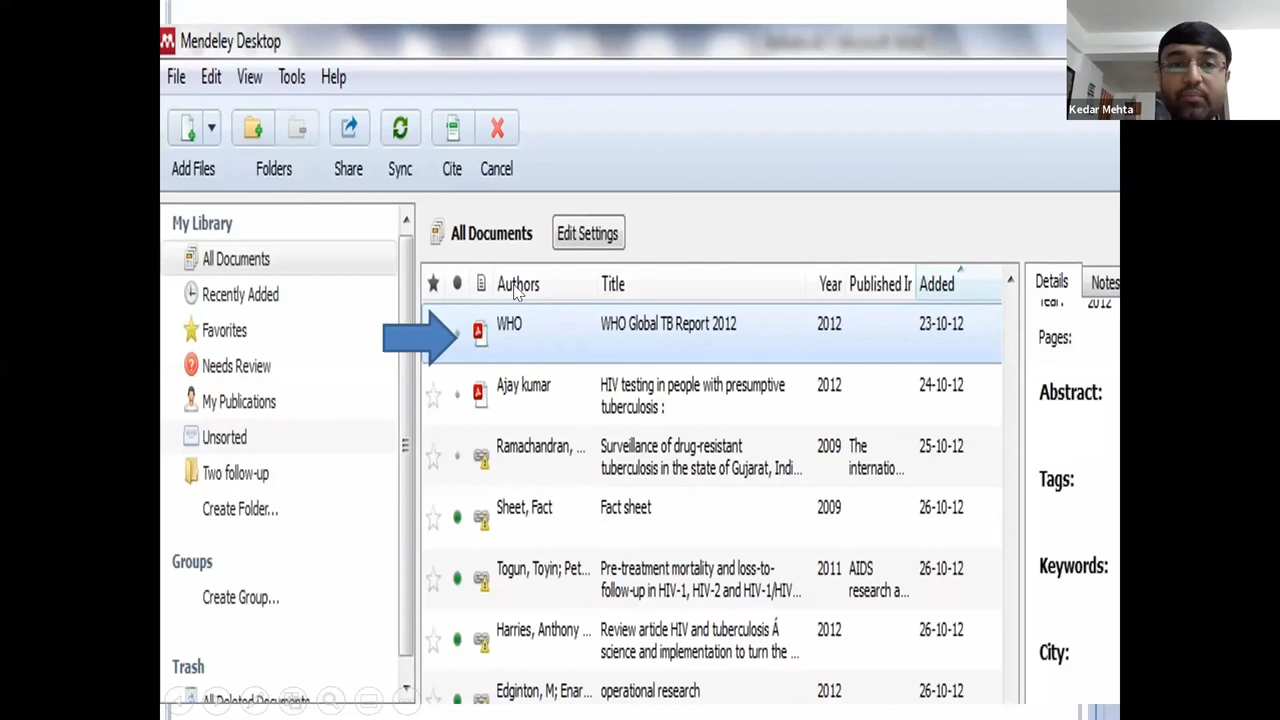 Mendeley Desktop
Kedar Mehta
File Edit View Tools Help
Add Files Folders Share Sync Cite Cancel
My Library
All Documents
Recently Added
Favorites
Needs Review
My Publications
Unsorted
Two follow-up
Create Folder...
Groups
Create Group...
Trash
All Deleted Documents
All Documents Edit Settings
Authors Title Year Published Ir Added
WHO WHO Global TB Report 2012 2012 23-10-12
Ajay kumar HIV testing in people with presumptive 2012 24-10-12
tuberculosis :
Ramachandran, ... Surveillance of drug-resistant 2009 The 25-10-12
tuberculosis in the state of Gujarat, Indi... internatio...
Sheet, Fact Fact sheet 2009 26-10-12
Togun, Toyin; Pet... Pre-treatment mortality and loss-to- 2011 AIDS 26-10-12
follow-up in HIV-1, HIV-2 and HIV-1/HIV... research a...
Harries, Anthony ... Review article HIV and tuberculosis Á 2012 26-10-12
science and implementation to turn the ...
Edginton, M; Enar... operational research 2012 26-10-12
Details Notes
Year: 2012
Pages:
Abstract:
Tags:
Keywords:
City: